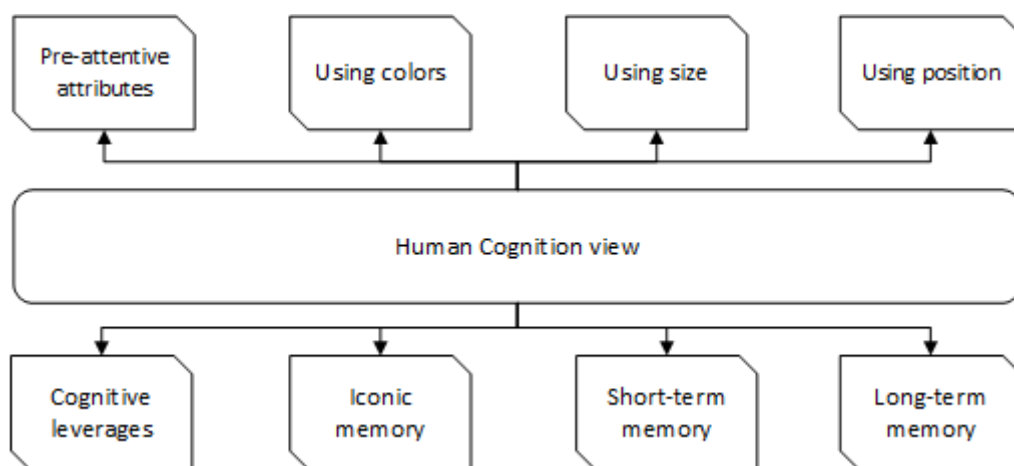 Pre-attentive
attributes
Using colors
Using size
Using position
Human Cognition view
Cognitive
leverages
Iconic
memory
Short-term
memory
Long-term
memory